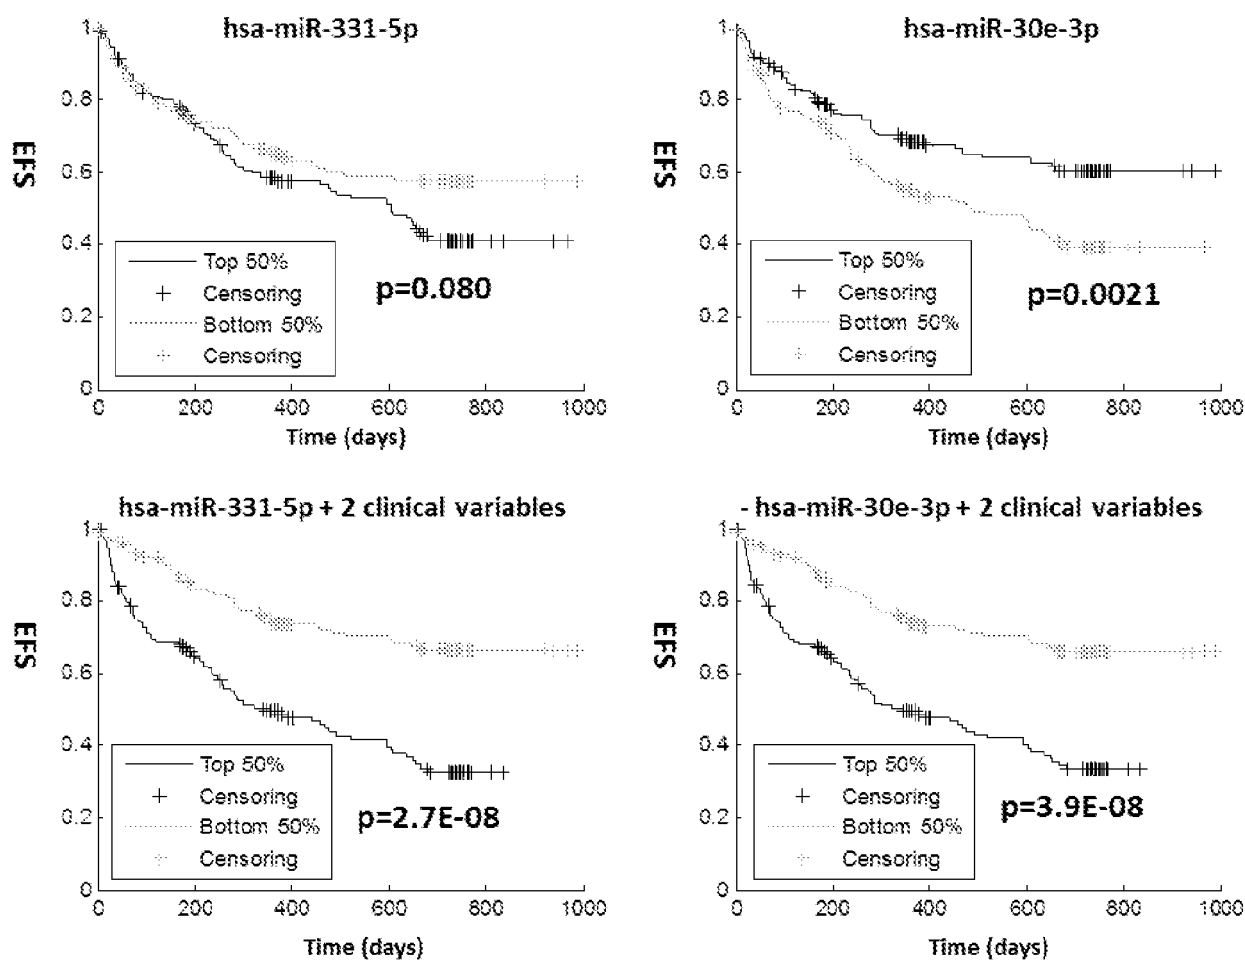 hsa-miR-331-5p
1
0.8
0.6
0.4
0.2
0
EFS
Top 50%
Censoring
Bottom 50%
Censoring
p=0.080
0 200 400 600 800 1000
Time (days)
hsa-miR-30e-3p
1
0.8
0.6
0.4
0.2
0
EFS
Top 50%
Censoring
Bottom 50%
Censoring
p=0.0021
0 200 400 600 800 1000
Time (days)
hsa-miR-331-5p + 2 clinical variables
1
0.8
0.6
0.4
0.2
0
EFS
Top 50%
Censoring
Bottom 50%
Censoring
p=2.7E-08
0 200 400 600 800 1000
Time (days)
- hsa-miR-30e-3p + 2 clinical variables
1
0.8
0.6
0.4
0.2
0
EFS
Top 50%
Censoring
Bottom 50%
Censoring
p=3.9E-08
0 200 400 600 800 1000
Time (days)